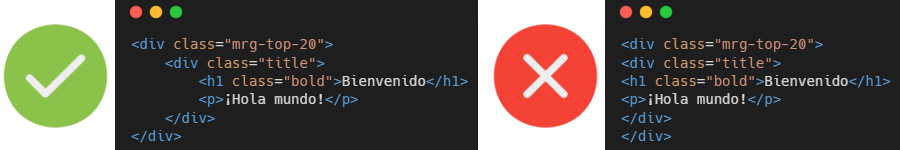 <div class="mrg-top-20">
    <div class="title">
        <h1 class="bold">Bienvenido</h1>
        <p>¡Hola mundo!</p>
    </div>
</div>
<div class="mrg-top-20">
<div class="title">
<h1 class="bold">Bienvenido</h1>
<p>¡Hola mundo!</p>
</div>
</div>